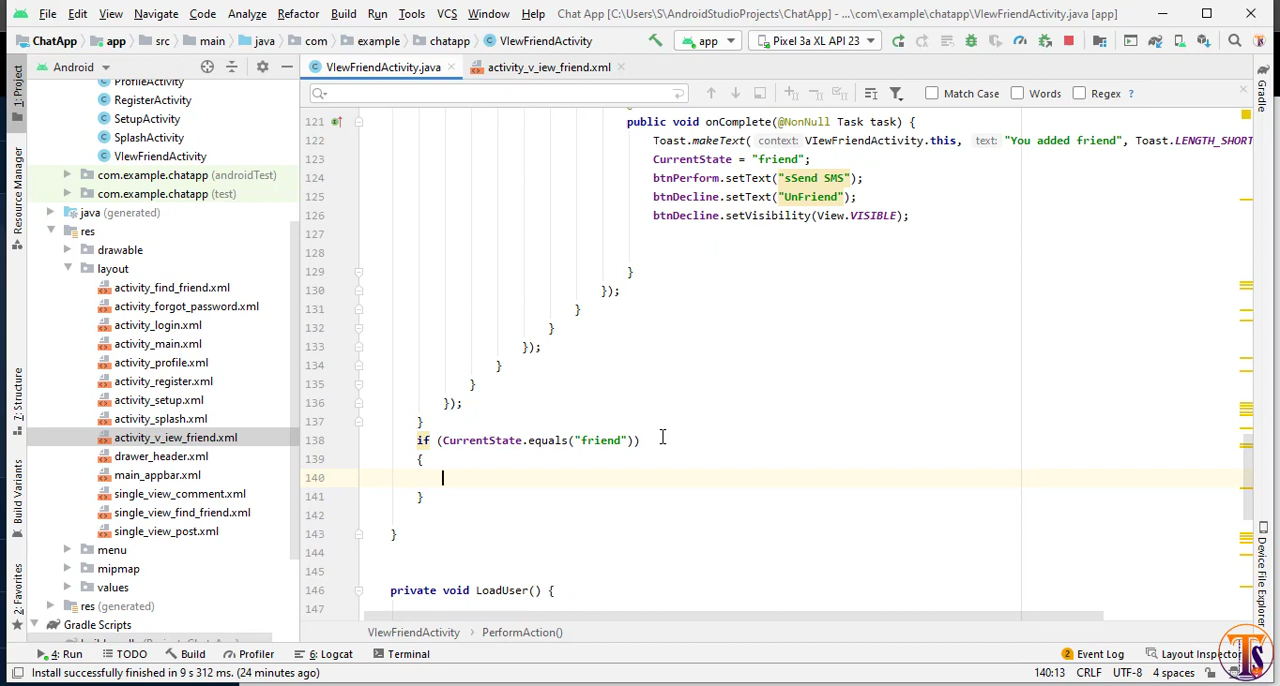 File Edit View Navigate Code Analyze Refactor Build Run Tools VCS Window Help Chat App [C:\Users\S\AndroidStudioProjects\ChatApp] - ...\com\example\chatapp\VIewFriendActivity.java [app]
ChatApp app src main java com example chatapp VIewFriendActivity app Pixel 3a XL API 23
Android VIewFriendActivity.java activity_v_iew_friend.xml
Match Case Words Regex ?
ProfileActivity
RegisterActivity
SetupActivity
SplashActivity
VIewFriendActivity
com.example.chatapp (androidTest)
com.example.chatapp (test)
java (generated)
res
drawable
layout
activity_find_friend.xml
activity_forgot_password.xml
activity_login.xml
activity_main.xml
activity_profile.xml
activity_register.xml
activity_setup.xml
activity_splash.xml
activity_v_iew_friend.xml
drawer_header.xml
main_appbar.xml
single_view_comment.xml
single_view_find_friend.xml
single_view_post.xml
menu
mipmap
values
res (generated)
Gradle Scripts
1: Project
Resource Manager
7: Structure
Build Variants
2: Favorites
121 public void onComplete(@NonNull Task task) {
122 Toast.makeText( context: VIewFriendActivity.this, text: "You added friend", Toast.LENGTH_SHORT
123 CurrentState = "friend";
124 btnPerform.setText("sSend SMS");
125 btnDecline.setText("UnFriend");
126 btnDecline.setVisibility(View.VISIBLE);
127
128
129 }
130 });
131 }
132 }
133 });
134 }
135 }
136 });
137 }
138 if (CurrentState.equals("friend"))
139 {
140
141 }
142
143 }
144
145
146 private void LoadUser() {
147
Gradle
Device File Explorer
VIewFriendActivity PerformAction()
4: Run TODO Build Profiler 6: Logcat Terminal 2 Event Log Layout Inspector
Install successfully finished in 9 s 312 ms. (24 minutes ago) 140:13 CRLF UTF-8 4 spaces
TS